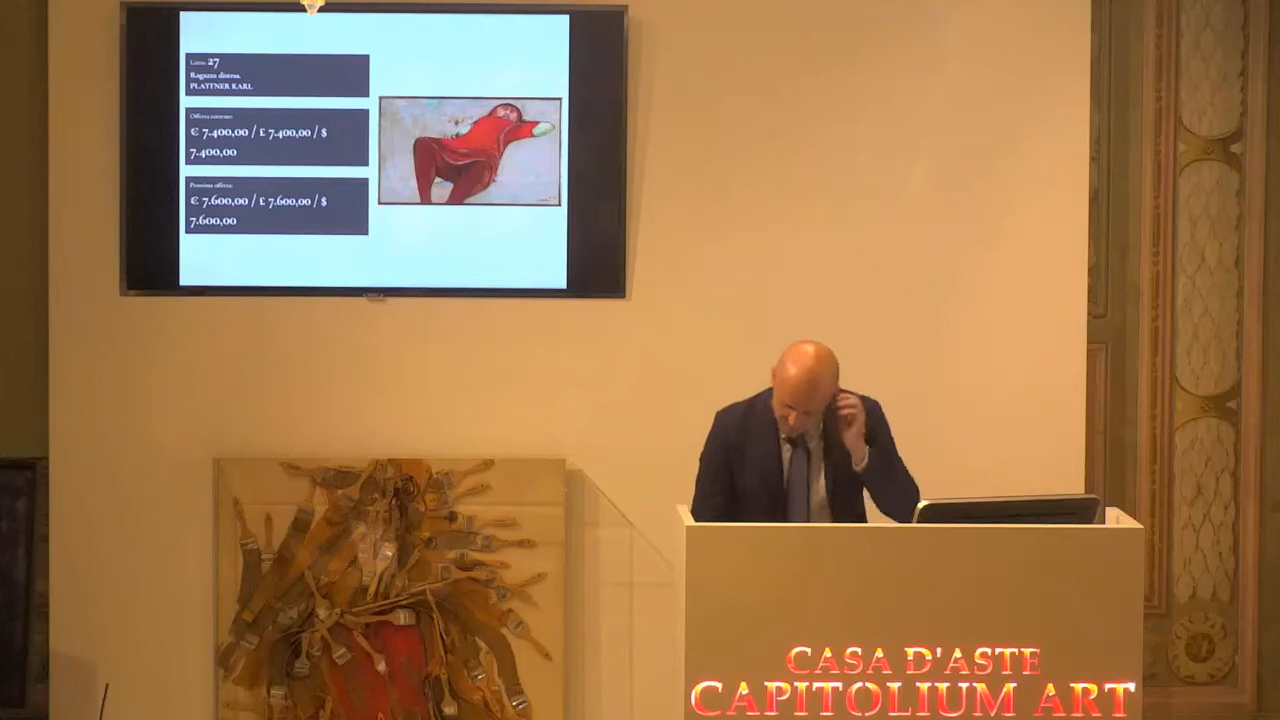 Lotto: 27
Ragazza distesa.
PLATTNER KARL
Offerta corrente:
€ 7.400,00 / £ 7.400,00 / $
7.400,00
Prossima offerta:
€ 7.600,00 / £ 7.600,00 / $
7.600,00
CASA D'ASTE
CAPITOLIUM ART